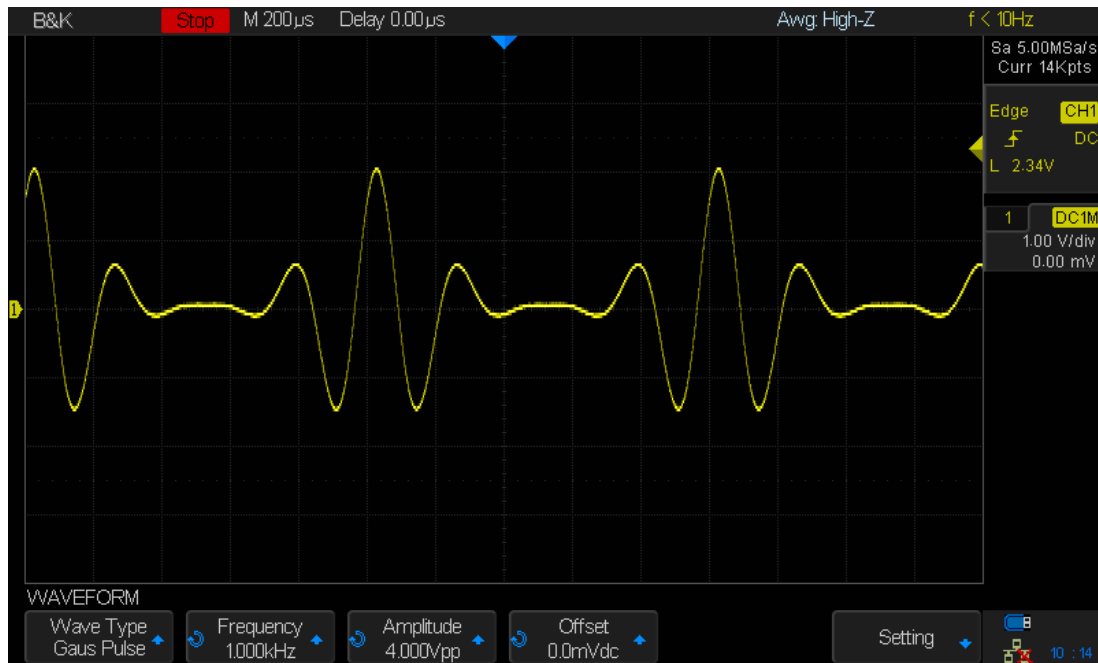 B&K Stop M 200µs Delay 0.00µs Awg: High-Z f < 10Hz
Sa 5.00MSa/s
Curr 14Kpts
Edge CH1
DC
L 2.34V
1 DC1M
1.00 V/div
0.00 mV
1
WAVEFORM
Wave Type Frequency Amplitude Offset Setting
Gaus Pulse 1.000kHz 4.000Vpp 0.0mVdc
10 : 14